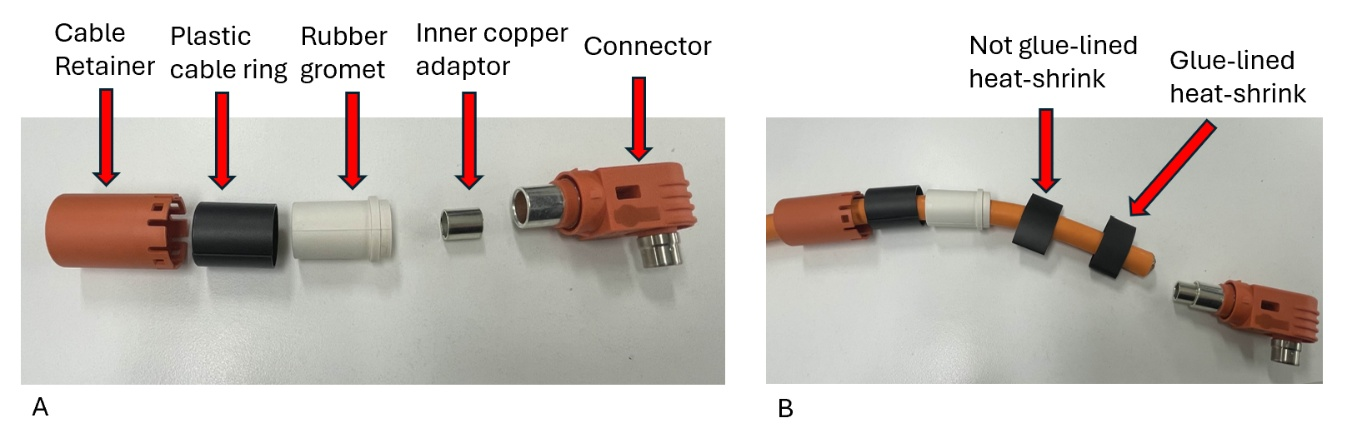 Cable
Retainer
Plastic
cable ring
Rubber
gromet
Inner copper
adaptor
Connector
A
Not glue-lined
heat-shrink
Glue-lined
heat-shrink
B